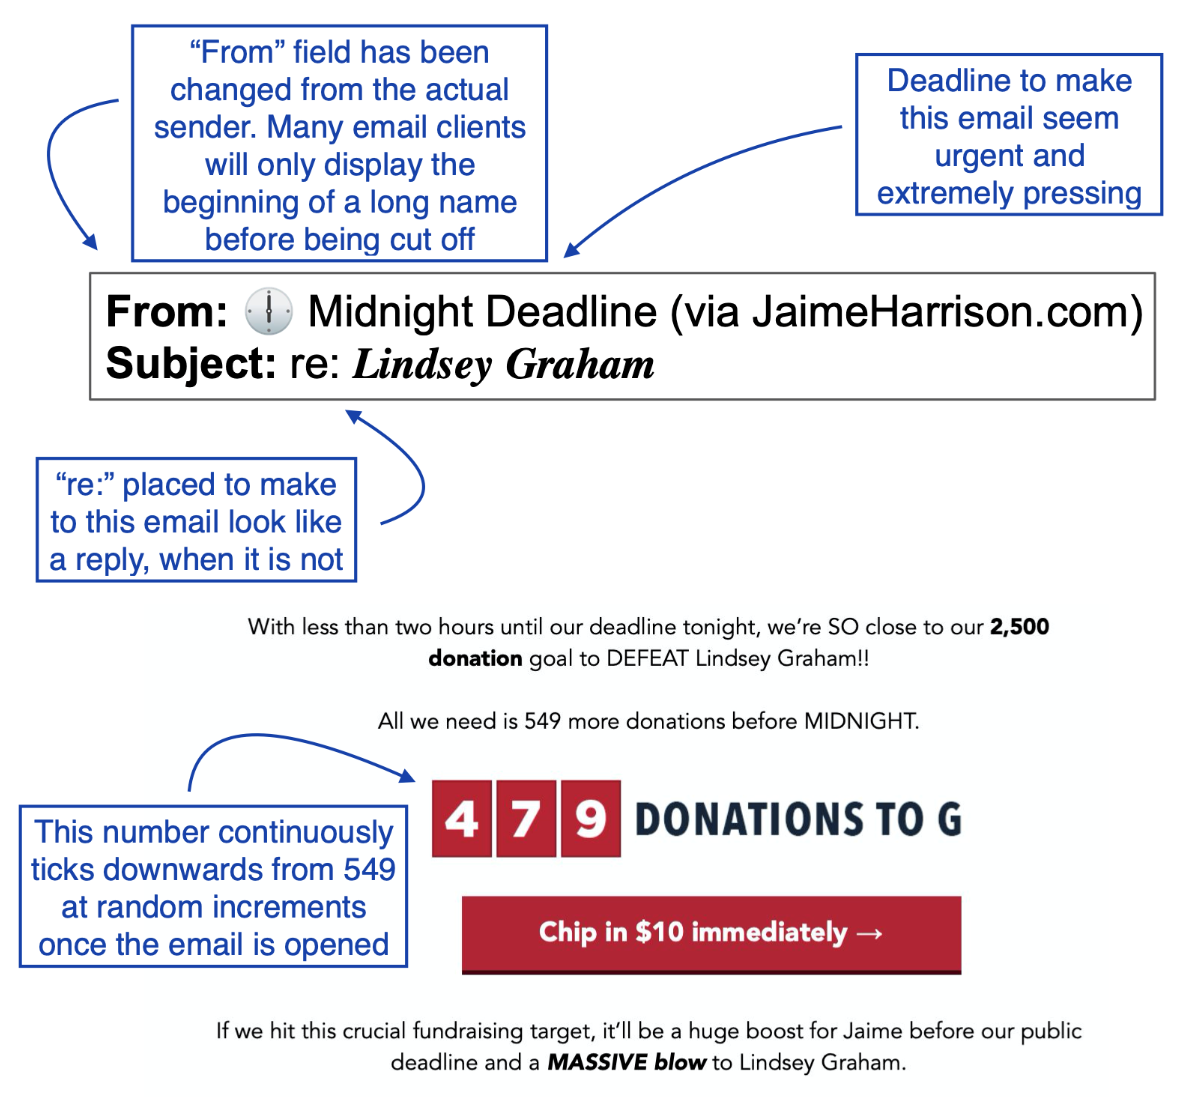 “From” field has been
changed from the actual
sender. Many email clients
will only display the
beginning of a long name
before being cut off
Deadline to make
this email seem
urgent and
extremely pressing
From: 🕛 Midnight Deadline (via JaimeHarrison.com)
Subject: re: Lindsey Graham
“re:” placed to make
to this email look like
a reply, when it is not
With less than two hours until our deadline tonight, we’re SO close to our 2,500
donation goal to DEFEAT Lindsey Graham!!
All we need is 549 more donations before MIDNIGHT.
This number continuously
ticks downwards from 549
at random increments
once the email is opened
479 DONATIONS TO G
Chip in $10 immediately →
If we hit this crucial fundraising target, it’ll be a huge boost for Jaime before our public
deadline and a MASSIVE blow to Lindsey Graham.